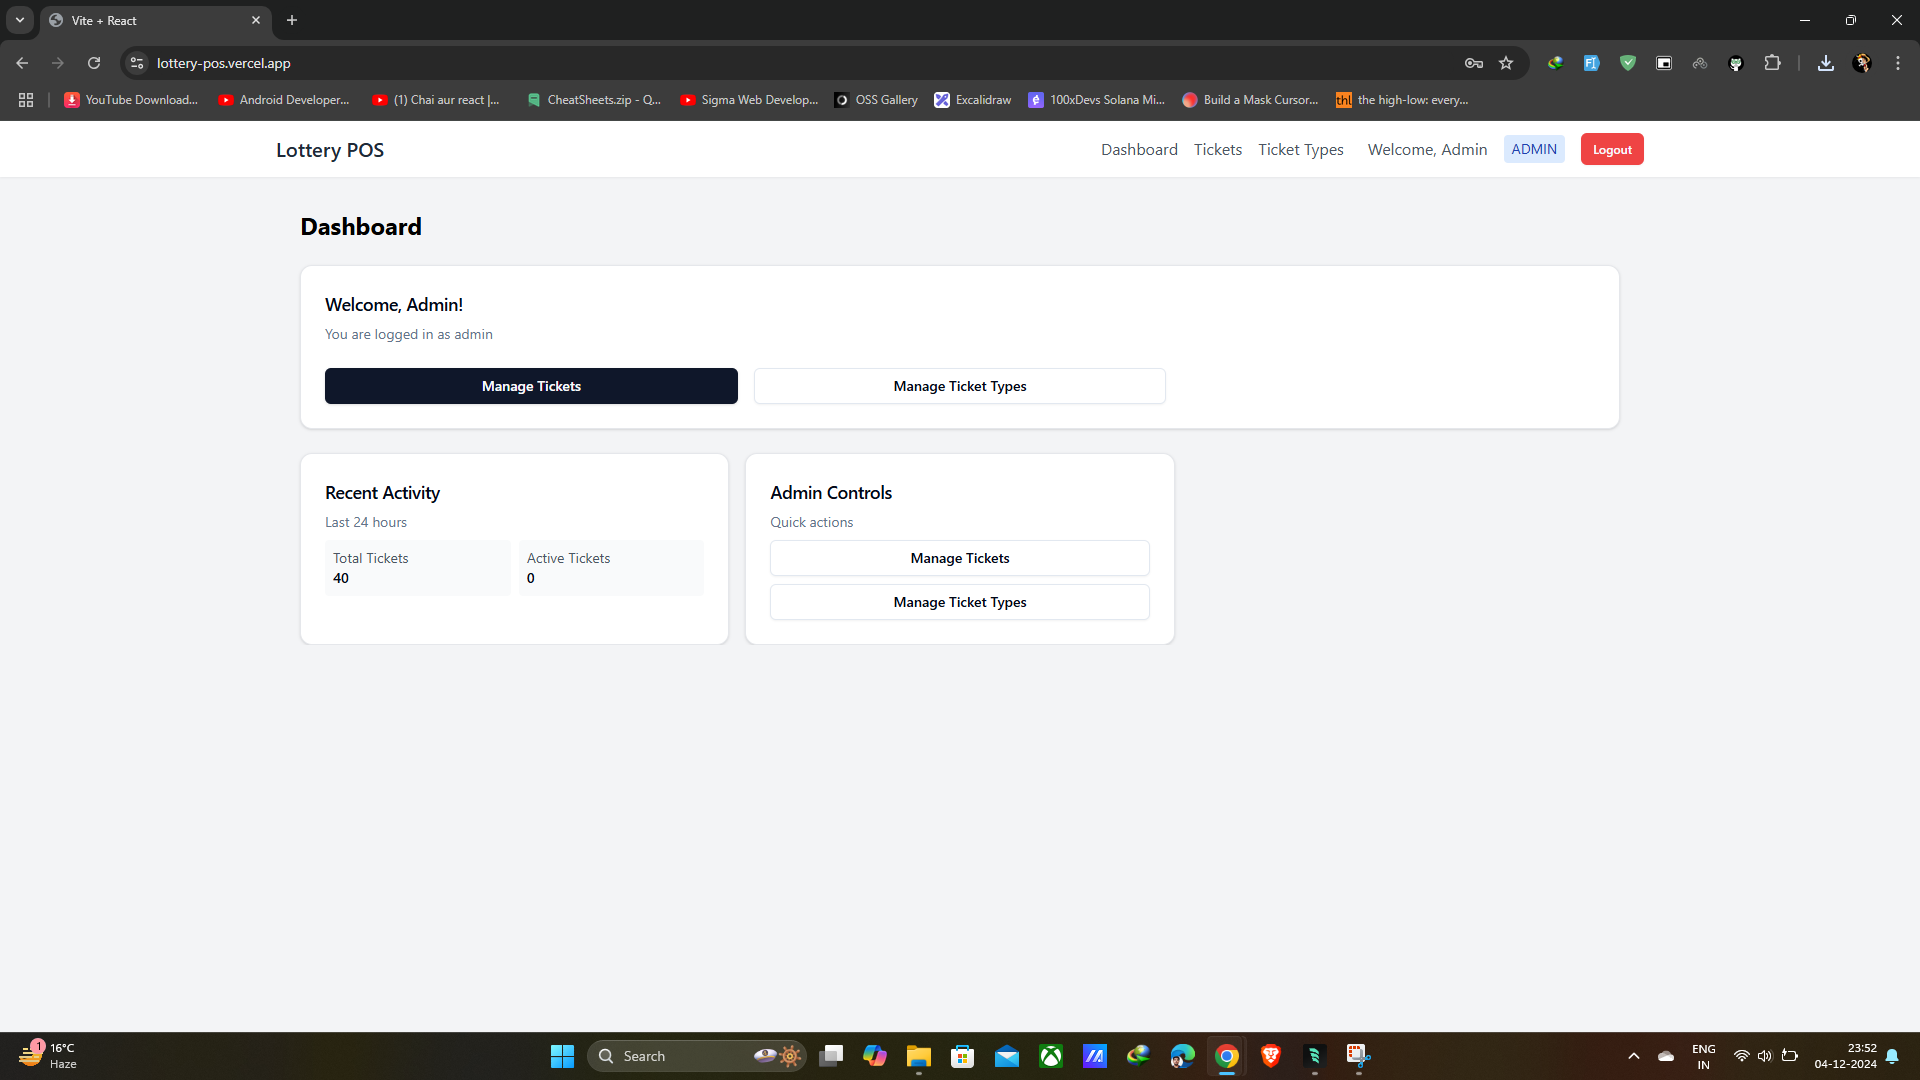 Vite + React
lottery-pos.vercel.app
YouTube Download...
Android Developer...
(1) Chai aur react |...
CheatSheets.zip - Q...
Sigma Web Develop...
OSS Gallery
Excalidraw
100xDevs Solana Mi...
Build a Mask Cursor...
thl
the high-low: every...
Lottery POS
Dashboard
Tickets
Ticket Types
Welcome, Admin
ADMIN
Logout
Dashboard
Welcome, Admin!
You are logged in as admin
Manage Tickets
Manage Ticket Types
Recent Activity
Last 24 hours
Total Tickets
40
Active Tickets
0
Admin Controls
Quick actions
Manage Tickets
Manage Ticket Types
1
16°C
Haze
Search
ENG
IN
23:52
04-12-2024